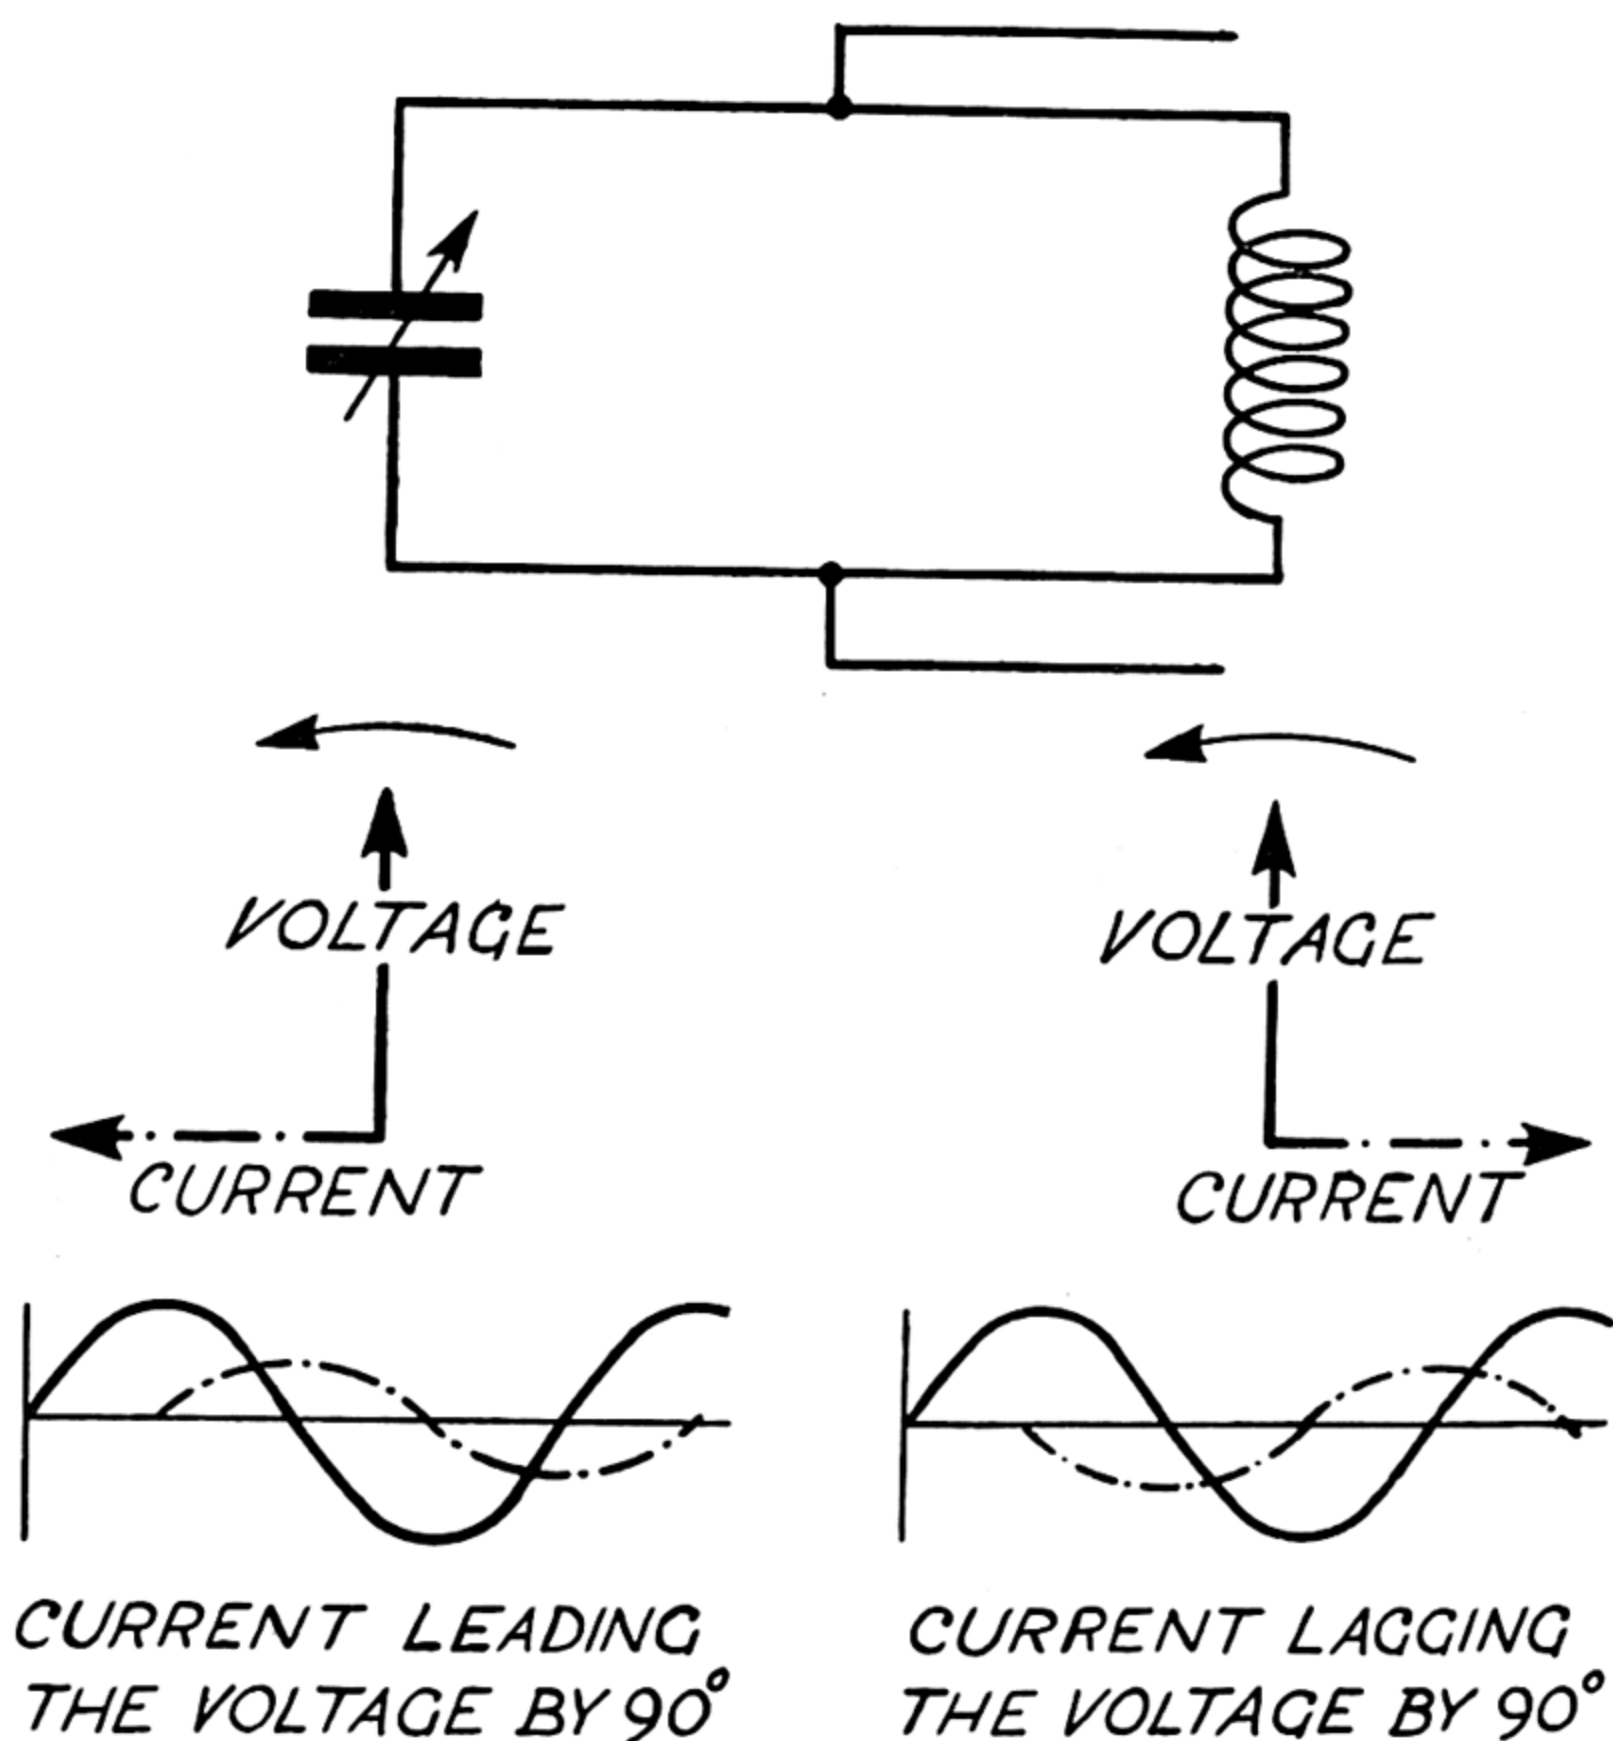 VOLTAGE
CURRENT
VOLTAGE
CURRENT
CURRENT LEADING
THE VOLTAGE BY 90°
CURRENT LAGGING
THE VOLTAGE BY 90°